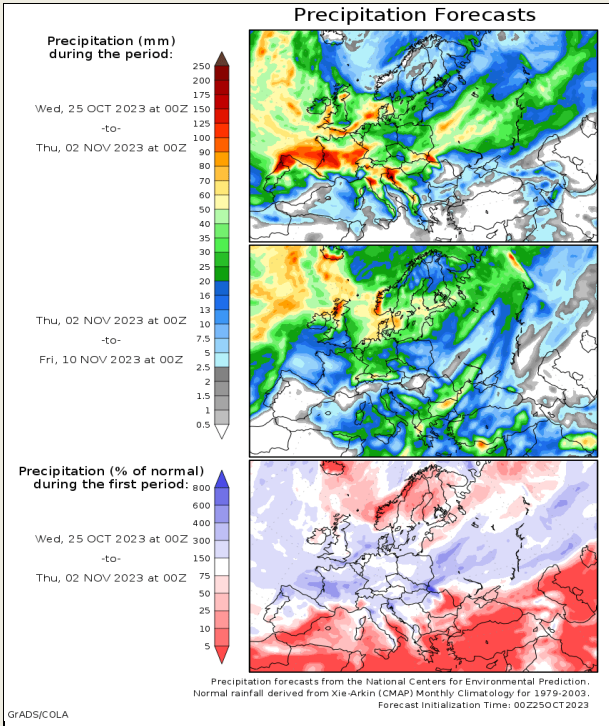 Precipitation Forecasts
Precipitation (mm)
during the period:
Wed, 25 OCT 2023 at 00Z
-to-
Thu, 02 NOV 2023 at 00Z
250
200
175
150
125
100
90
80
70
60
50
40
35
30
25
20
16
13
10
7.5
5
2.5
2
1.5
1
0.5
Thu, 02 NOV 2023 at 00Z
-to-
Fri, 10 NOV 2023 at 00Z
Precipitation (% of normal)
during the first period:
Wed, 25 OCT 2023 at 00Z
-to-
Thu, 02 NOV 2023 at 00Z
800
600
400
300
150
75
50
25
10
5
Precipitation forecasts from the National Centers for Environmental Prediction.
Normal rainfall derived from Xie-Arkin (CMAP) Monthly Climatology for 1979-2003.
Forecast Initialization Time: 00Z25OCT2023
GrADS/COLA